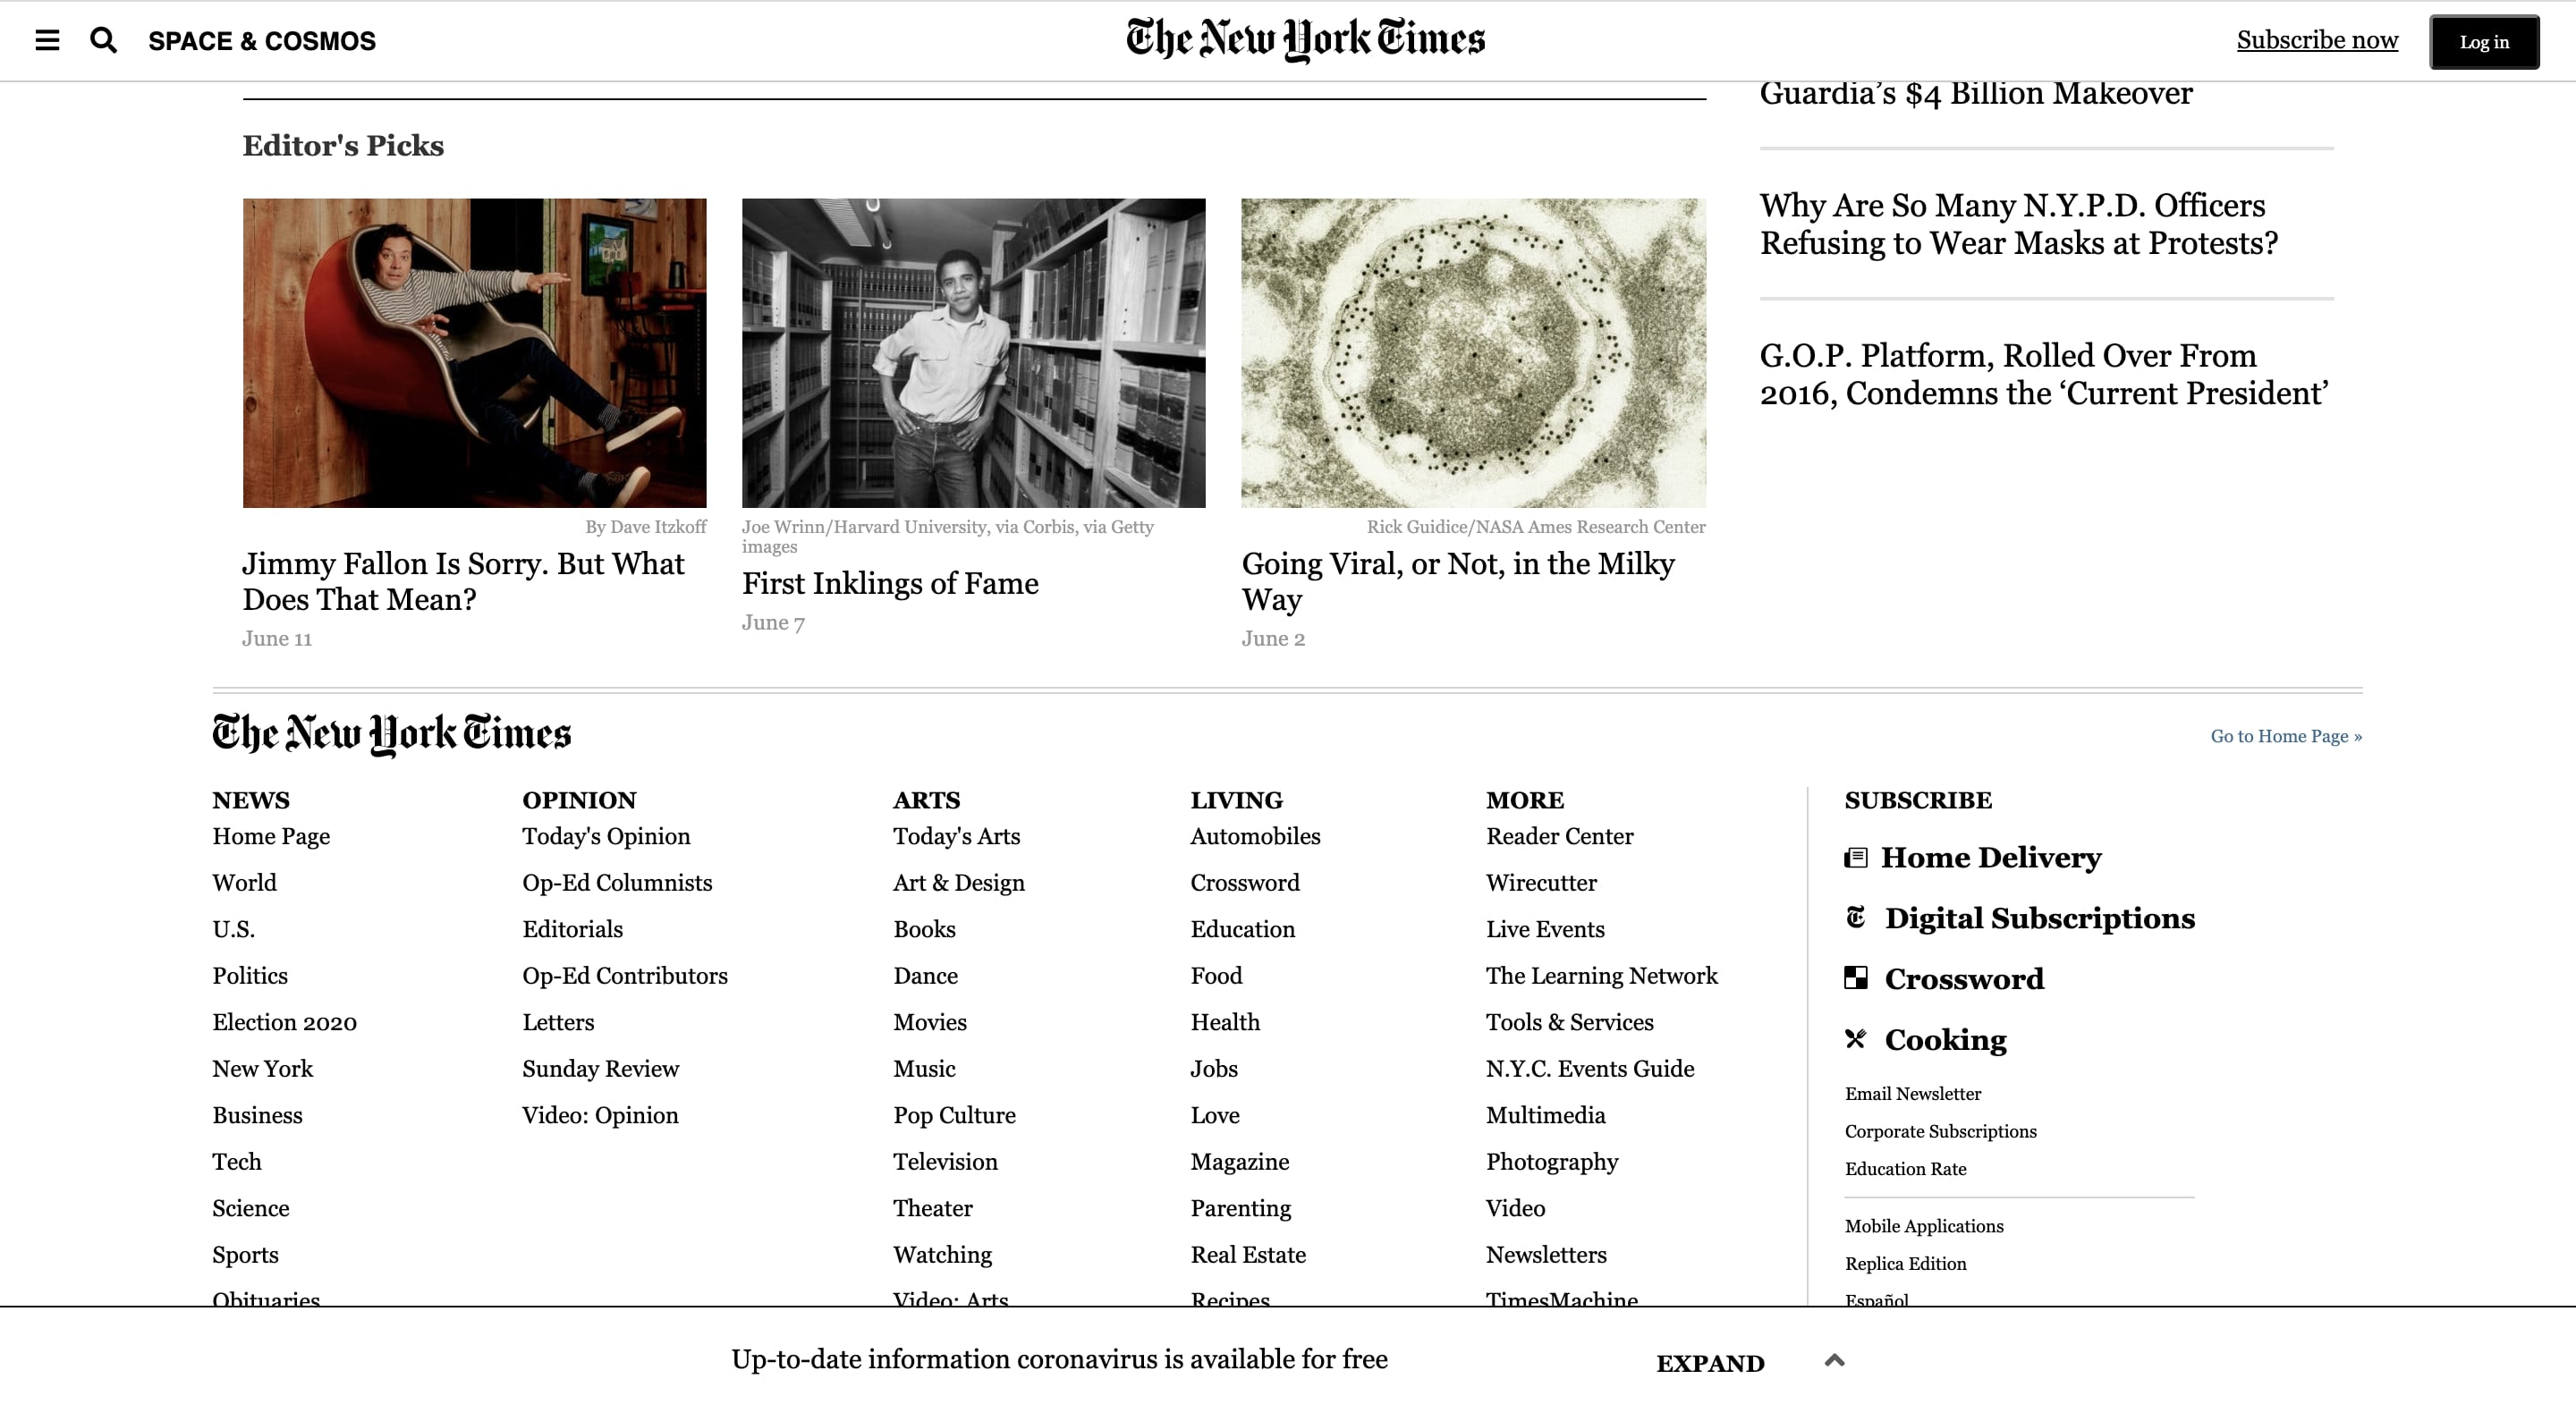 SPACE & COSMOS
The New York Times
Subscribe now
Log in
Editor's Picks
By Dave Itzkoff
Jimmy Fallon Is Sorry. But What
Does That Mean?
June 11
Joe Wrinn/Harvard University, via Corbis, via Getty
images
First Inklings of Fame
June 7
Rick Guidice/NASA Ames Research Center
Going Viral, or Not, in the Milky
Way
June 2
Guardia’s $4 Billion Makeover
Why Are So Many N.Y.P.D. Officers
Refusing to Wear Masks at Protests?
G.O.P. Platform, Rolled Over From
2016, Condemns the ‘Current President’
The New York Times
Go to Home Page »
NEWS
Home Page
World
U.S.
Politics
Election 2020
New York
Business
Tech
Science
Sports
Obituaries
OPINION
Today's Opinion
Op-Ed Columnists
Editorials
Op-Ed Contributors
Letters
Sunday Review
Video: Opinion
ARTS
Today's Arts
Art & Design
Books
Dance
Movies
Music
Pop Culture
Television
Theater
Watching
Video: Arts
LIVING
Automobiles
Crossword
Education
Food
Health
Jobs
Love
Magazine
Parenting
Real Estate
Recipes
MORE
Reader Center
Wirecutter
Live Events
The Learning Network
Tools & Services
N.Y.C. Events Guide
Multimedia
Photography
Video
Newsletters
TimesMachine
SUBSCRIBE
Home Delivery
Digital Subscriptions
Crossword
Cooking
Email Newsletter
Corporate Subscriptions
Education Rate
Mobile Applications
Replica Edition
Español
Up-to-date information coronavirus is available for free
EXPAND